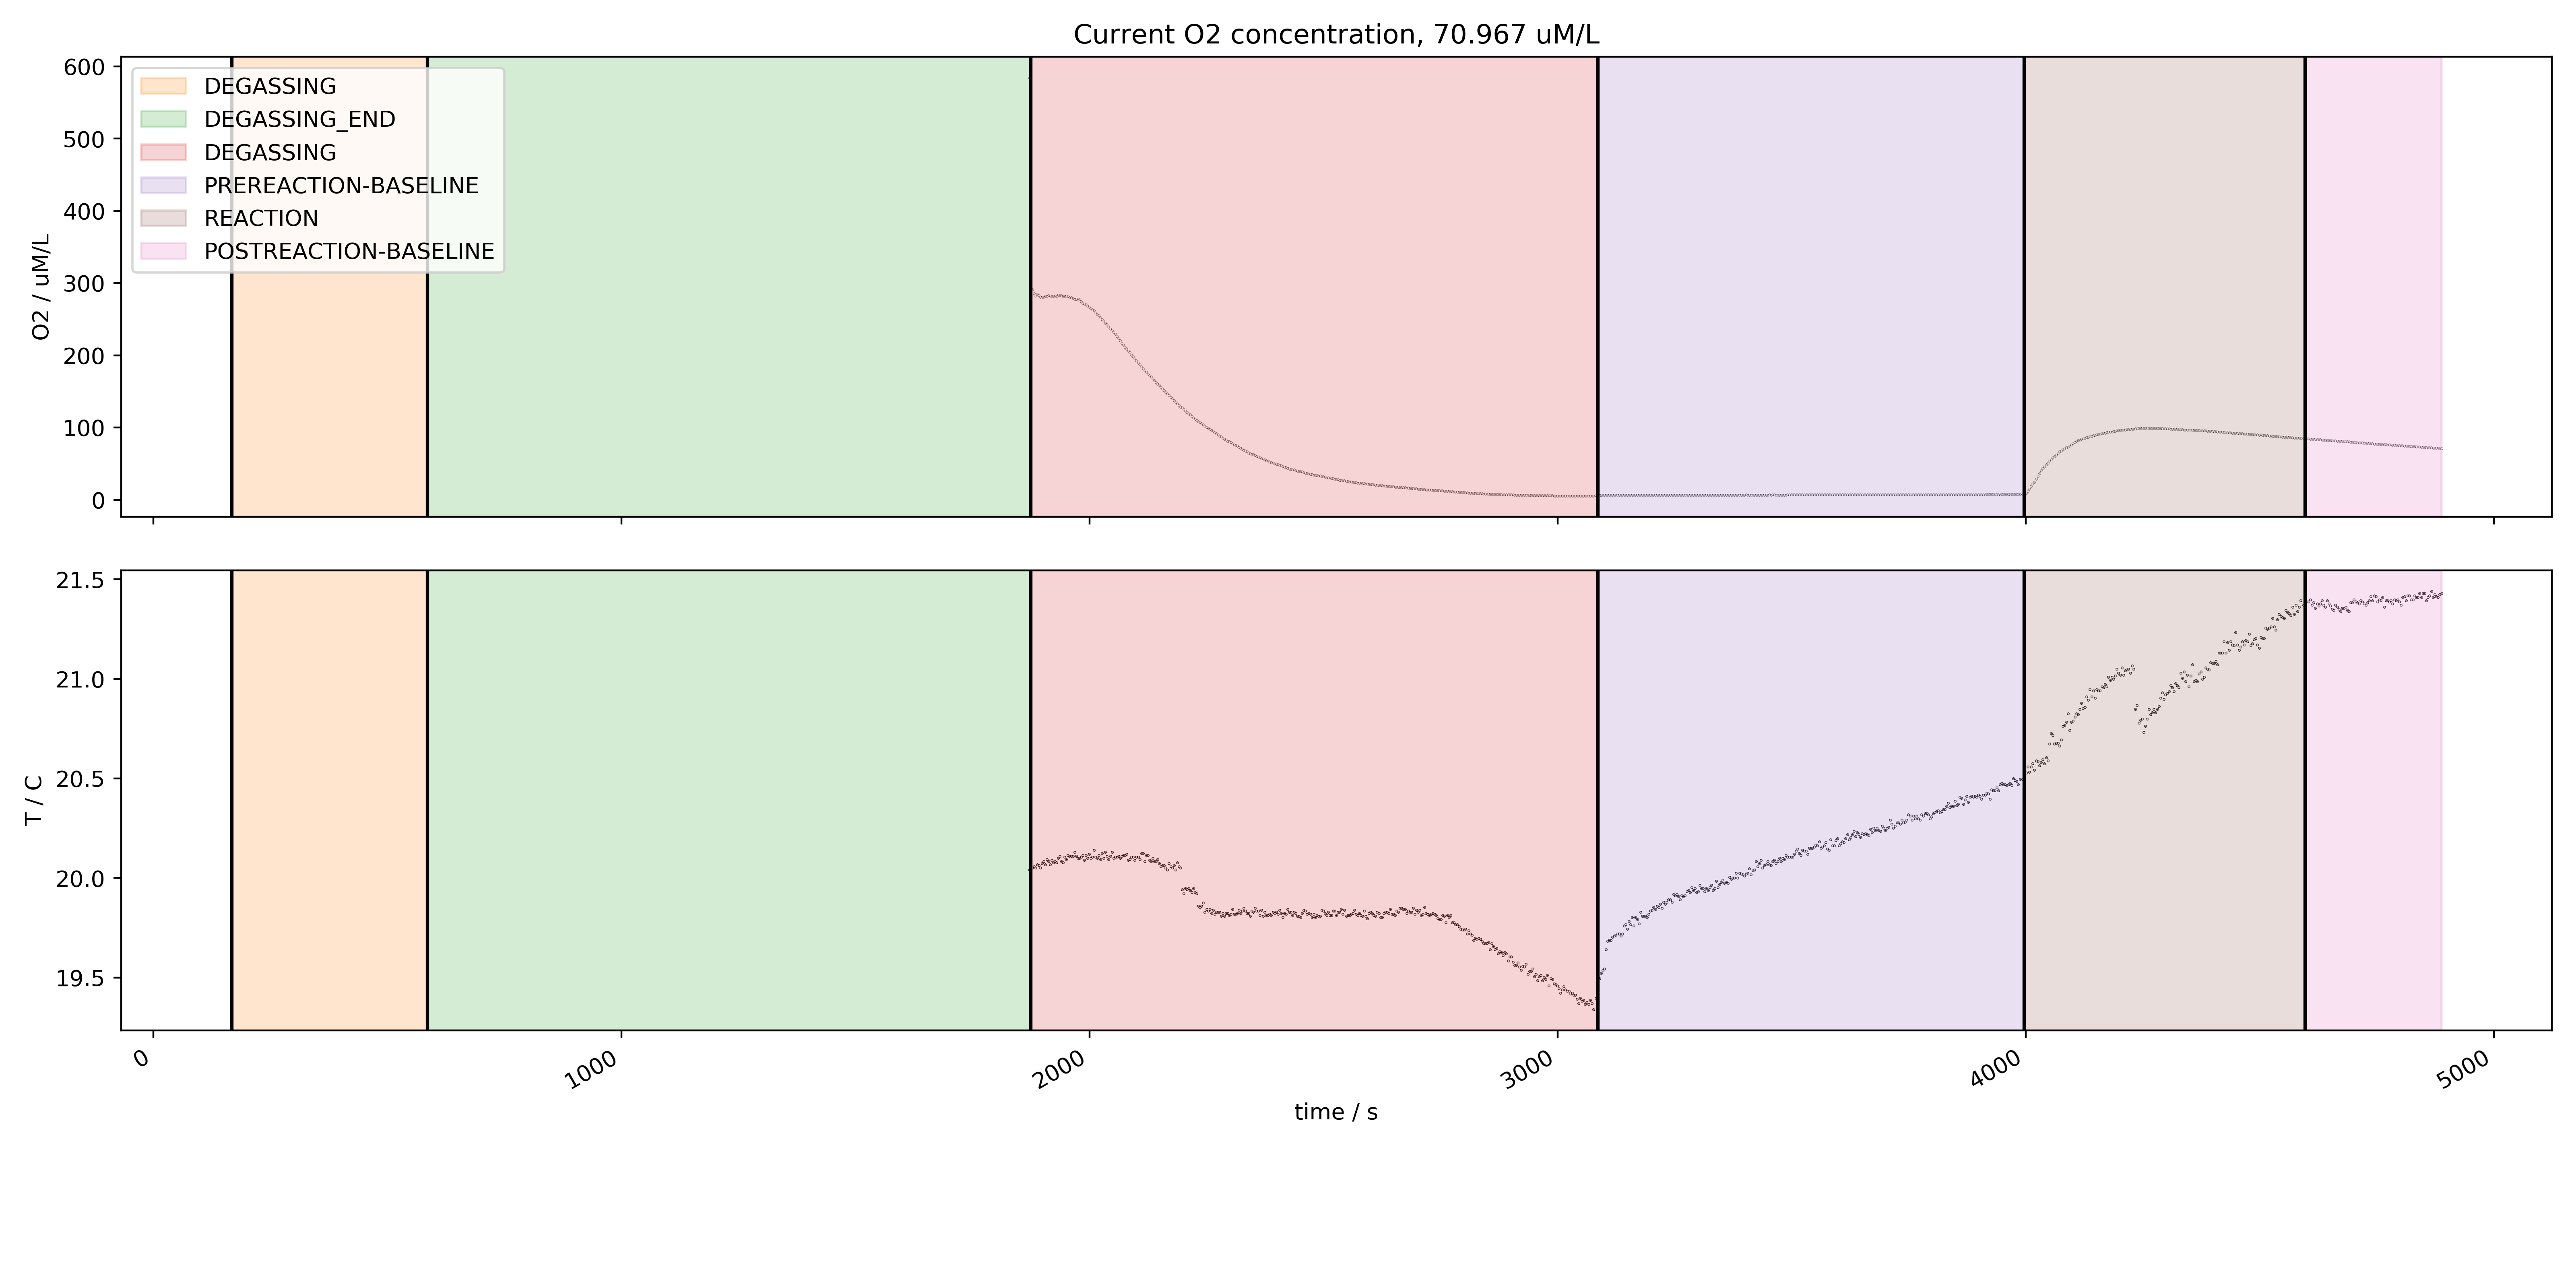 Current O2 concentration, 70.967 uM/L
600
500
400
300
200
100
0
O2 / uM/L
DEGASSING
DEGASSING_END
DEGASSING
PREREACTION-BASELINE
REACTION
POSTREACTION-BASELINE
21.5
21.0
20.5
20.0
19.5
T / C
0
1000
2000
3000
4000
5000
time / s